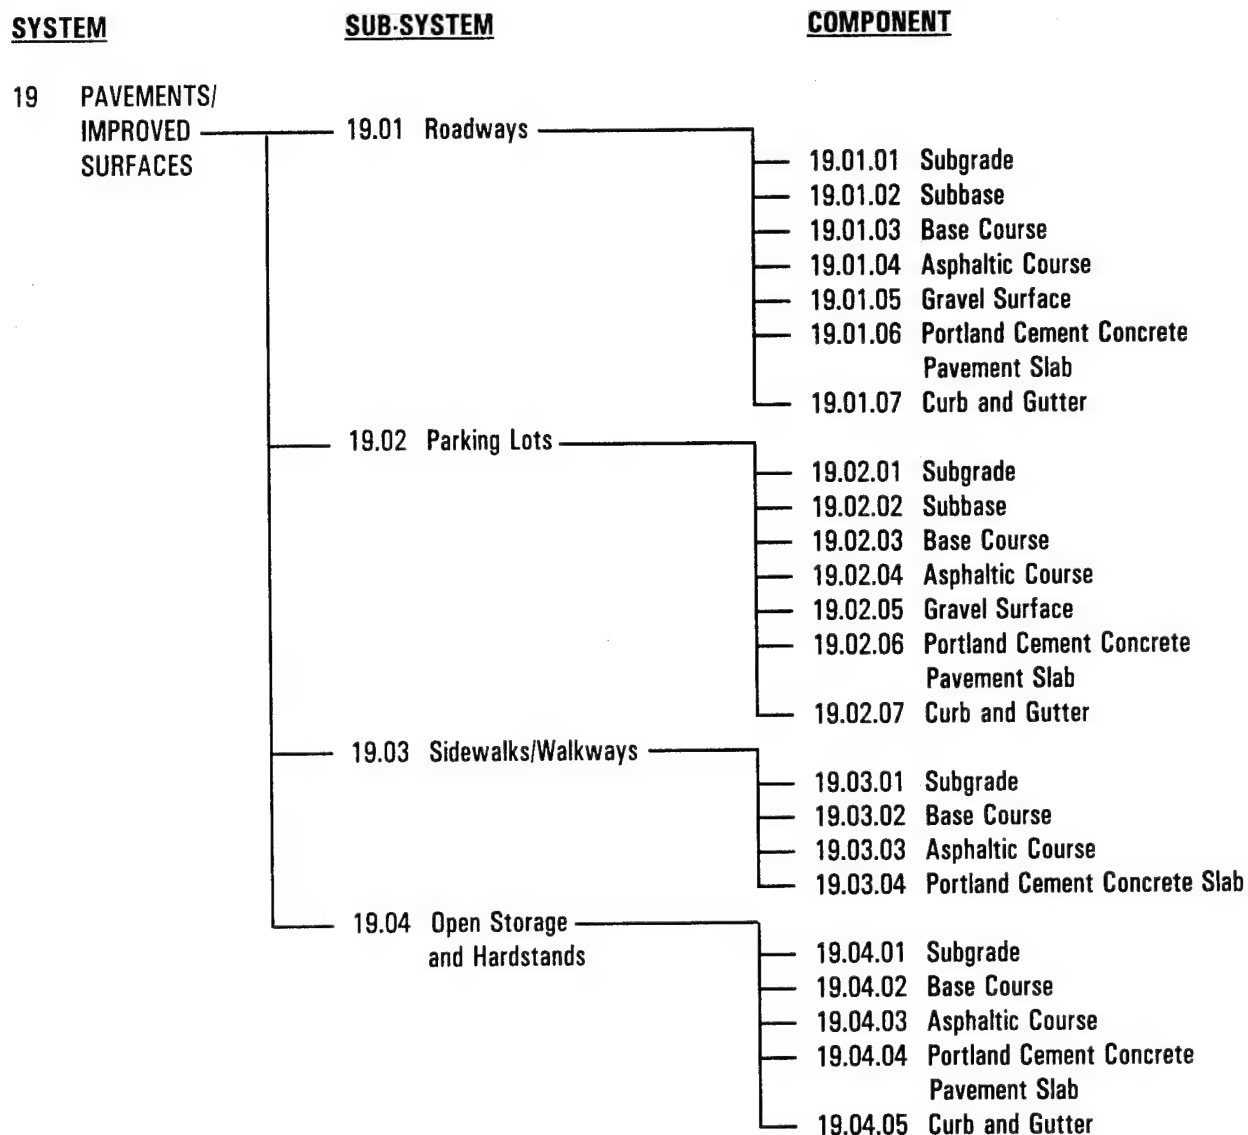 SYSTEM SUB-SYSTEM COMPONENT
19 PAVEMENTS/
IMPROVED 19.01 Roadways
SURFACES
19.01.01 Subgrade
19.01.02 Subbase
19.01.03 Base Course
19.01.04 Asphaltic Course
19.01.05 Gravel Surface
19.01.06 Portland Cement Concrete
Pavement Slab
19.01.07 Curb and Gutter
19.02 Parking Lots
19.02.01 Subgrade
19.02.02 Subbase
19.02.03 Base Course
19.02.04 Asphaltic Course
19.02.05 Gravel Surface
19.02.06 Portland Cement Concrete
Pavement Slab
19.02.07 Curb and Gutter
19.03 Sidewalks/Walkways
19.03.01 Subgrade
19.03.02 Base Course
19.03.03 Asphaltic Course
19.03.04 Portland Cement Concrete Slab
19.04 Open Storage
and Hardstands
19.04.01 Subgrade
19.04.02 Base Course
19.04.03 Asphaltic Course
19.04.04 Portland Cement Concrete
Pavement Slab
19.04.05 Curb and Gutter